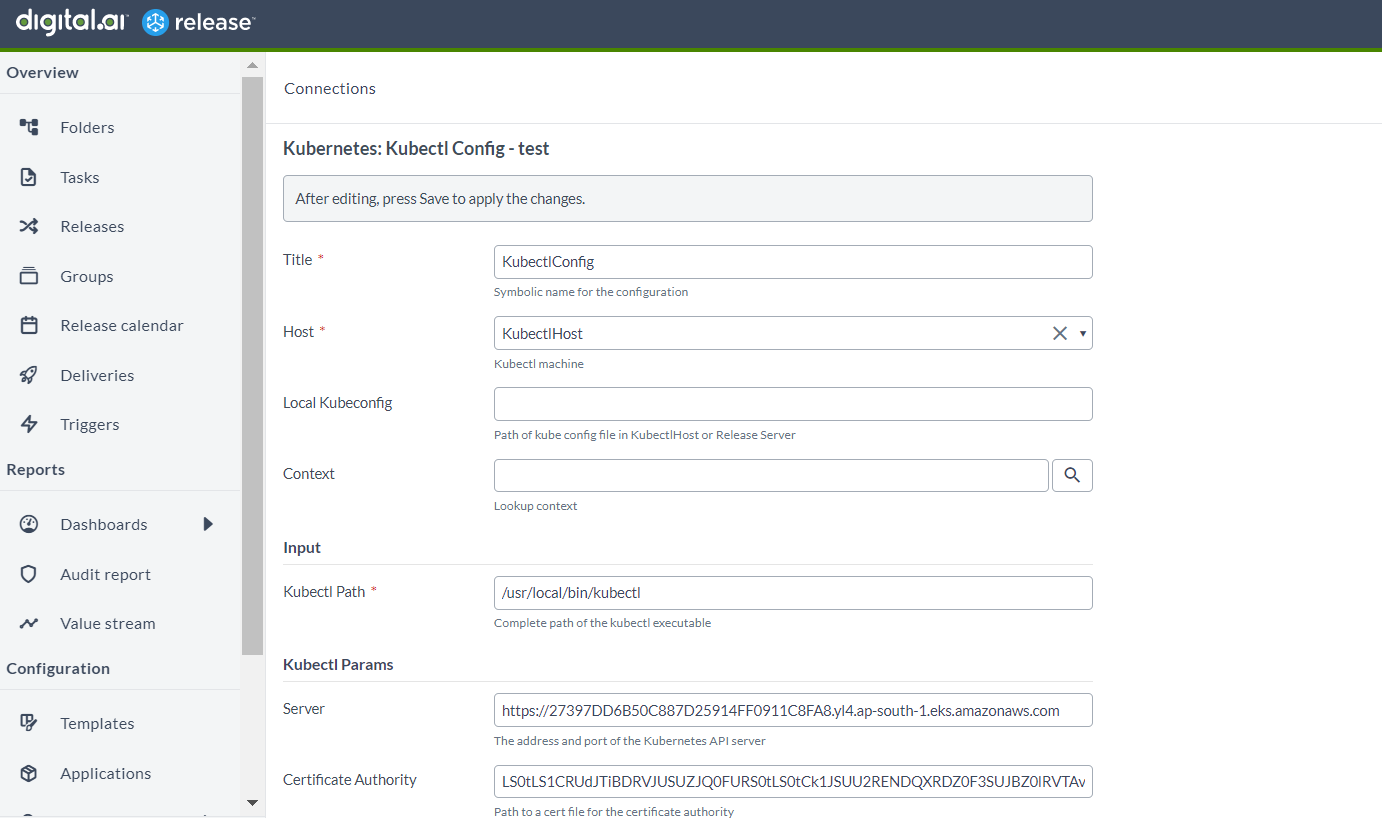 digital.ai release
Overview
Folders
Tasks
Releases
Groups
Release calendar
Deliveries
Triggers
Reports
Dashboards
Audit report
Value stream
Configuration
Templates
Applications
Connections
Kubernetes: Kubectl Config - test
After editing, press Save to apply the changes.
Title *
KubectlConfig
Symbolic name for the configuration
Host *
KubectlHost
Kubectl machine
Local Kubeconfig
Path of kube config file in KubectlHost or Release Server
Context
Lookup context
Input
Kubectl Path *
/usr/local/bin/kubectl
Complete path of the kubectl executable
Kubectl Params
Server
https://27397DD6B50C887D25914FF0911C8FA8.yl4.ap-south-1.eks.amazonaws.com
The address and port of the Kubernetes API server
Certificate Authority
LS0tLS1CRUdJTiBDRVJUSUZJQ0FURS0tLS0tCk1JSUU2RENDQXRDZ0F3SUJBZ0lRVTAv
Path to a cert file for the certificate authority